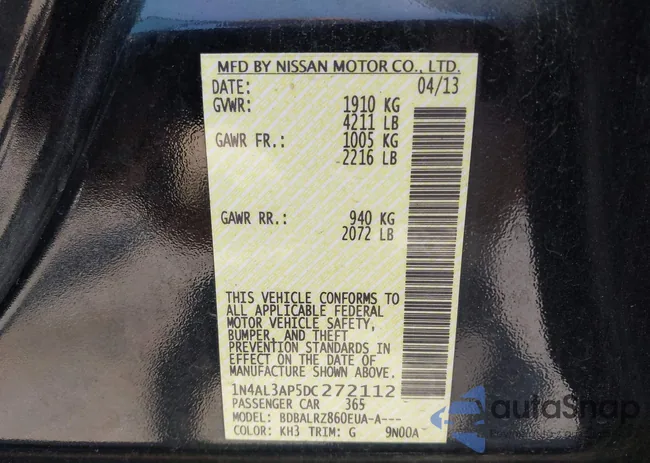 MFD BY NISSAN MOTOR CO., LTD.
DATE: 04/13
GVWR: 1910 KG
4211 LB
GAWR FR.: 1005 KG
2216 LB
GAWR RR.: 940 KG
2072 LB
THIS VEHICLE CONFORMS TO
ALL APPLICABLE FEDERAL
MOTOR VEHICLE SAFETY,
BUMPER, AND THEFT
PREVENTION STANDARDS IN
EFFECT ON THE DATE OF
MANUFACTURE SHOWN ABOVE.
1N4AL3AP5DC272112
PASSENGER CAR 365
MODEL: BDBALRZ860EUA-A---
COLOR: KH3 TRIM: G 9N00A
autoSnap